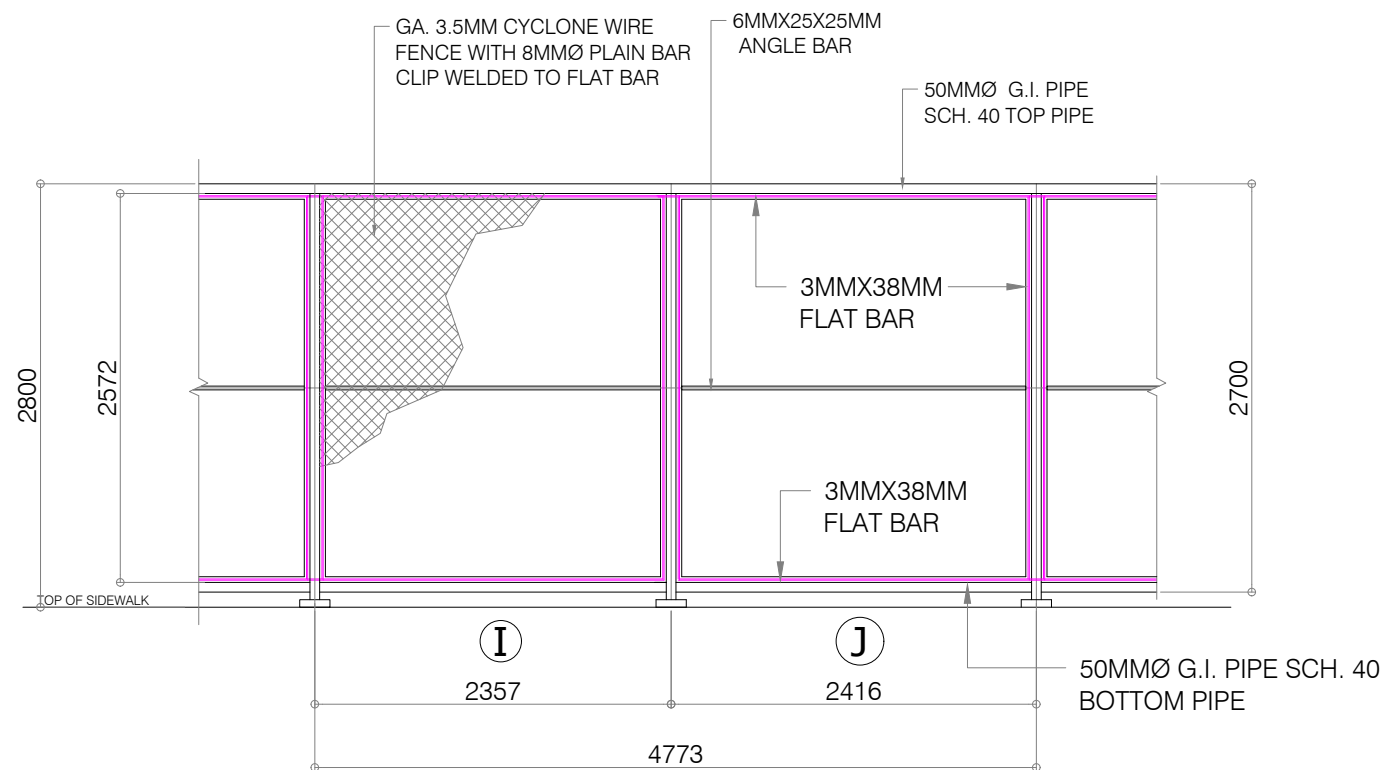 GA. 3.5MM CYCLONE WIRE
FENCE WITH 8MMØ PLAIN BAR
CLIP WELDED TO FLAT BAR
6MMX25X25MM
ANGLE BAR
50MMØ G.I. PIPE
SCH. 40 TOP PIPE
3MMX38MM
FLAT BAR
2800
2572
2700
3MMX38MM
FLAT BAR
TOP OF SIDEWALK
I
J
2357
2416
50MMØ G.I. PIPE SCH. 40
BOTTOM PIPE
4773